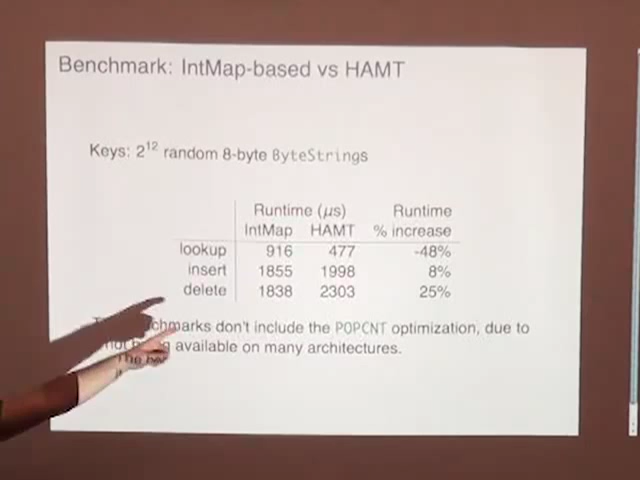 Benchmark: IntMap-based vs HAMT
Keys: 2¹² random 8-byte ByteStrings
Runtime (μs) Runtime
IntMap HAMT % increase
lookup 916 477 -48%
insert 1855 1998 8%
delete 1838 2303 25%
marks don't include the POPCNT optimization, due to
available on many architectures.